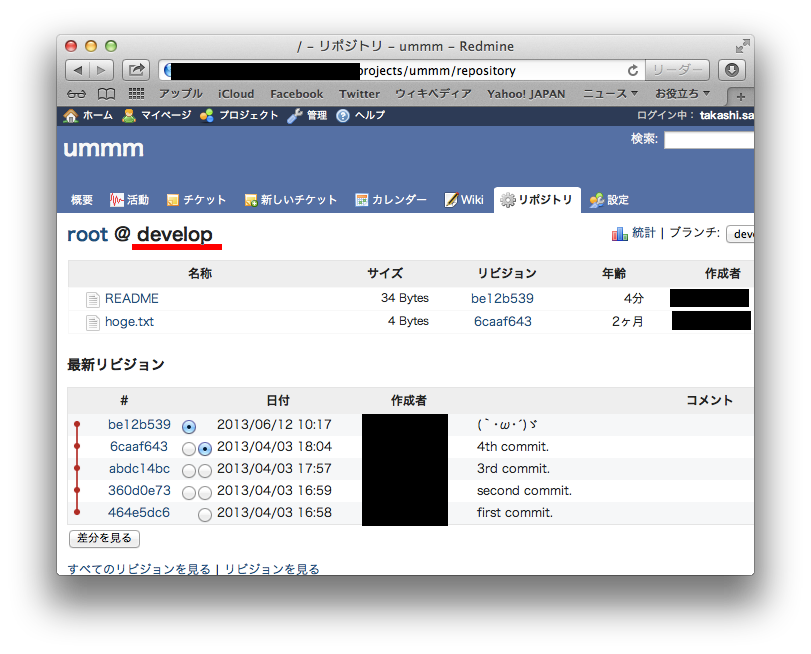 / – リポジトリ – ummm – Redmine
projects/ummm/repository リーダー
アップル iCloud Facebook Twitter ウィキペディア Yahoo! JAPAN ニュース▼ お役立ち▼
ホーム マイページ プロジェクト 管理 ヘルプ ログイン中： takashi.sa
ummm 検索:
概要 活動 チケット 新しいチケット カレンダー Wiki リポジトリ 設定
root @ develop 統計 | ブランチ: deve
名称 サイズ リビジョン 年齢 作成者
README 34 Bytes be12b539 4分
hoge.txt 4 Bytes 6caaf643 2ヶ月
最新リビジョン
# 日付 作成者 コメント
be12b539 2013/06/12 10:17 (｀･ω･´)ゞ
6caaf643 2013/04/03 18:04 4th commit.
abdc14bc 2013/04/03 17:57 3rd commit.
360d0e73 2013/04/03 16:59 second commit.
464e5dc6 2013/04/03 16:58 first commit.
差分を見る
すべてのリビジョンを見る | リビジョンを見る